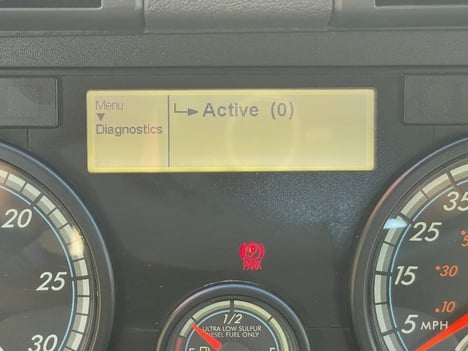 Menu
Diagnostics
Active (0)
20
25
30
35
25
15
5 MPH
30
10
P
PARK
1/2
ULTRA LOW SULFUR
DIESEL FUEL ONLY
E